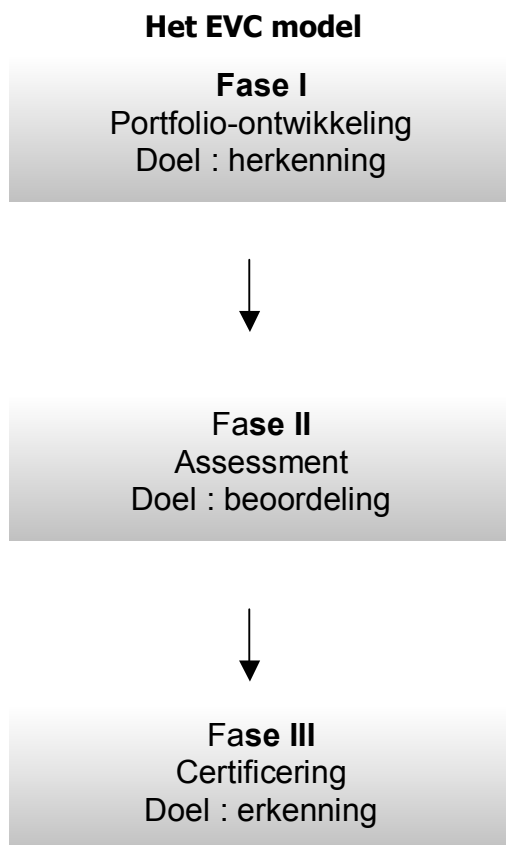 Het EVC model
Fase I
Portfolio-ontwikkeling
Doel : herkenning
Fase II
Assessment
Doel : beoordeling
Fase III
Certificering
Doel : erkenning